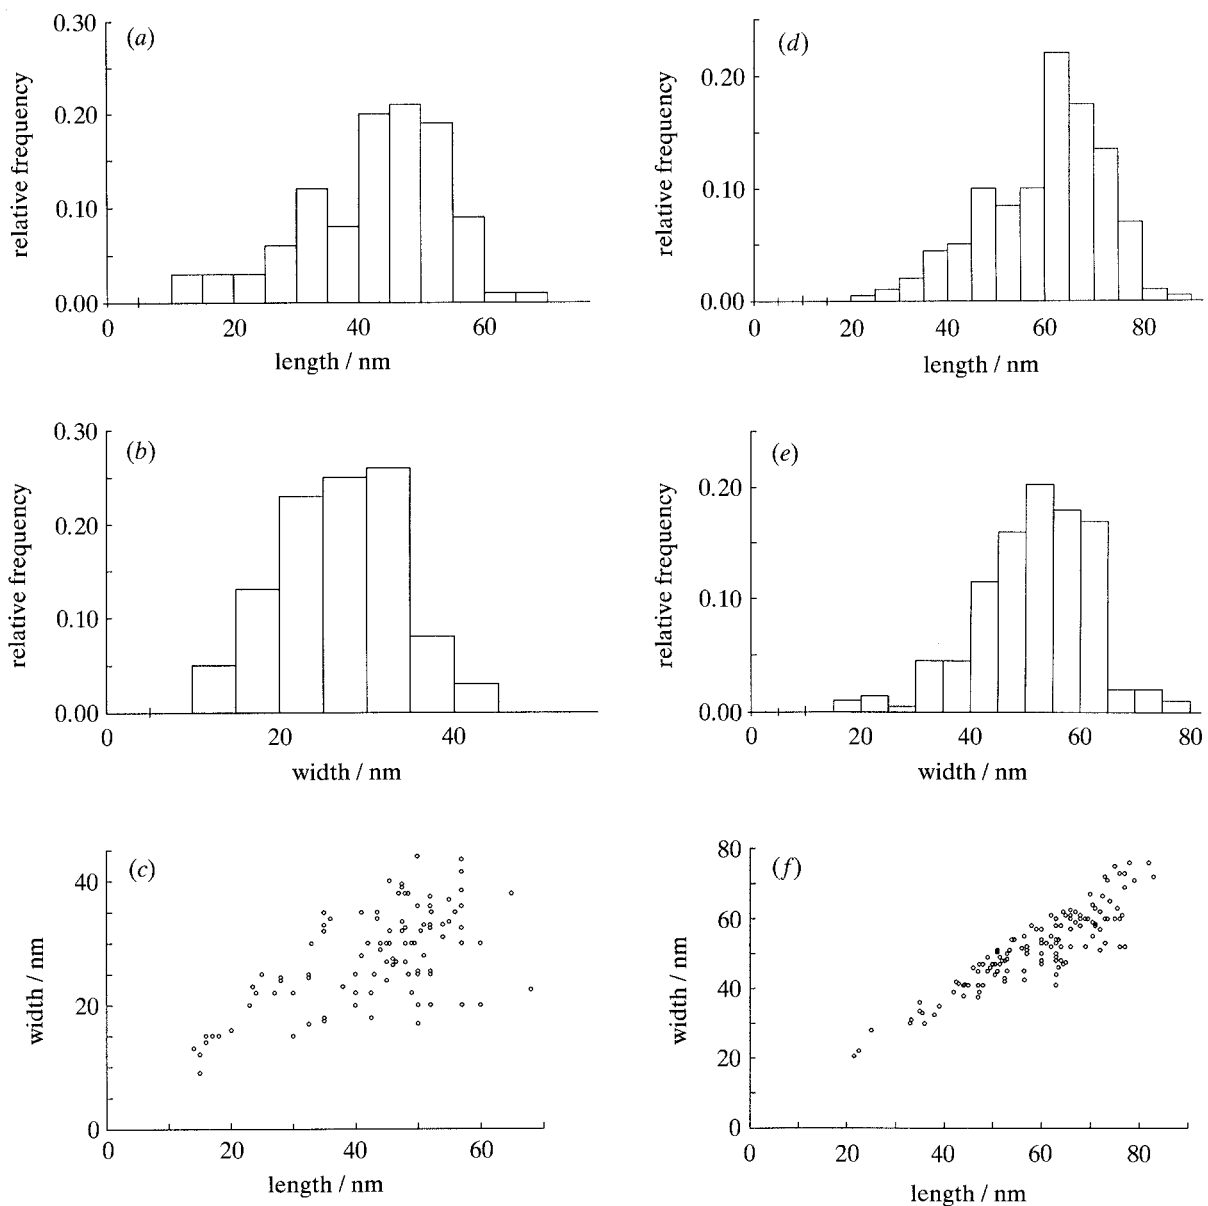 (a)
relative frequency
0.30
0.20
0.10
0.00
0 20 40 60
length / nm
(d)
relative frequency
0.20
0.10
0.00
0 20 40 60 80
length / nm
(b)
relative frequency
0.30
0.20
0.10
0.00
0 20 40
width / nm
(e)
relative frequency
0.20
0.10
0.00
0 20 40 60 80
width / nm
(c)
width / nm
40
20
0
0 20 40 60
length / nm
(f)
width / nm
80
60
40
20
0
0 20 40 60 80
length / nm